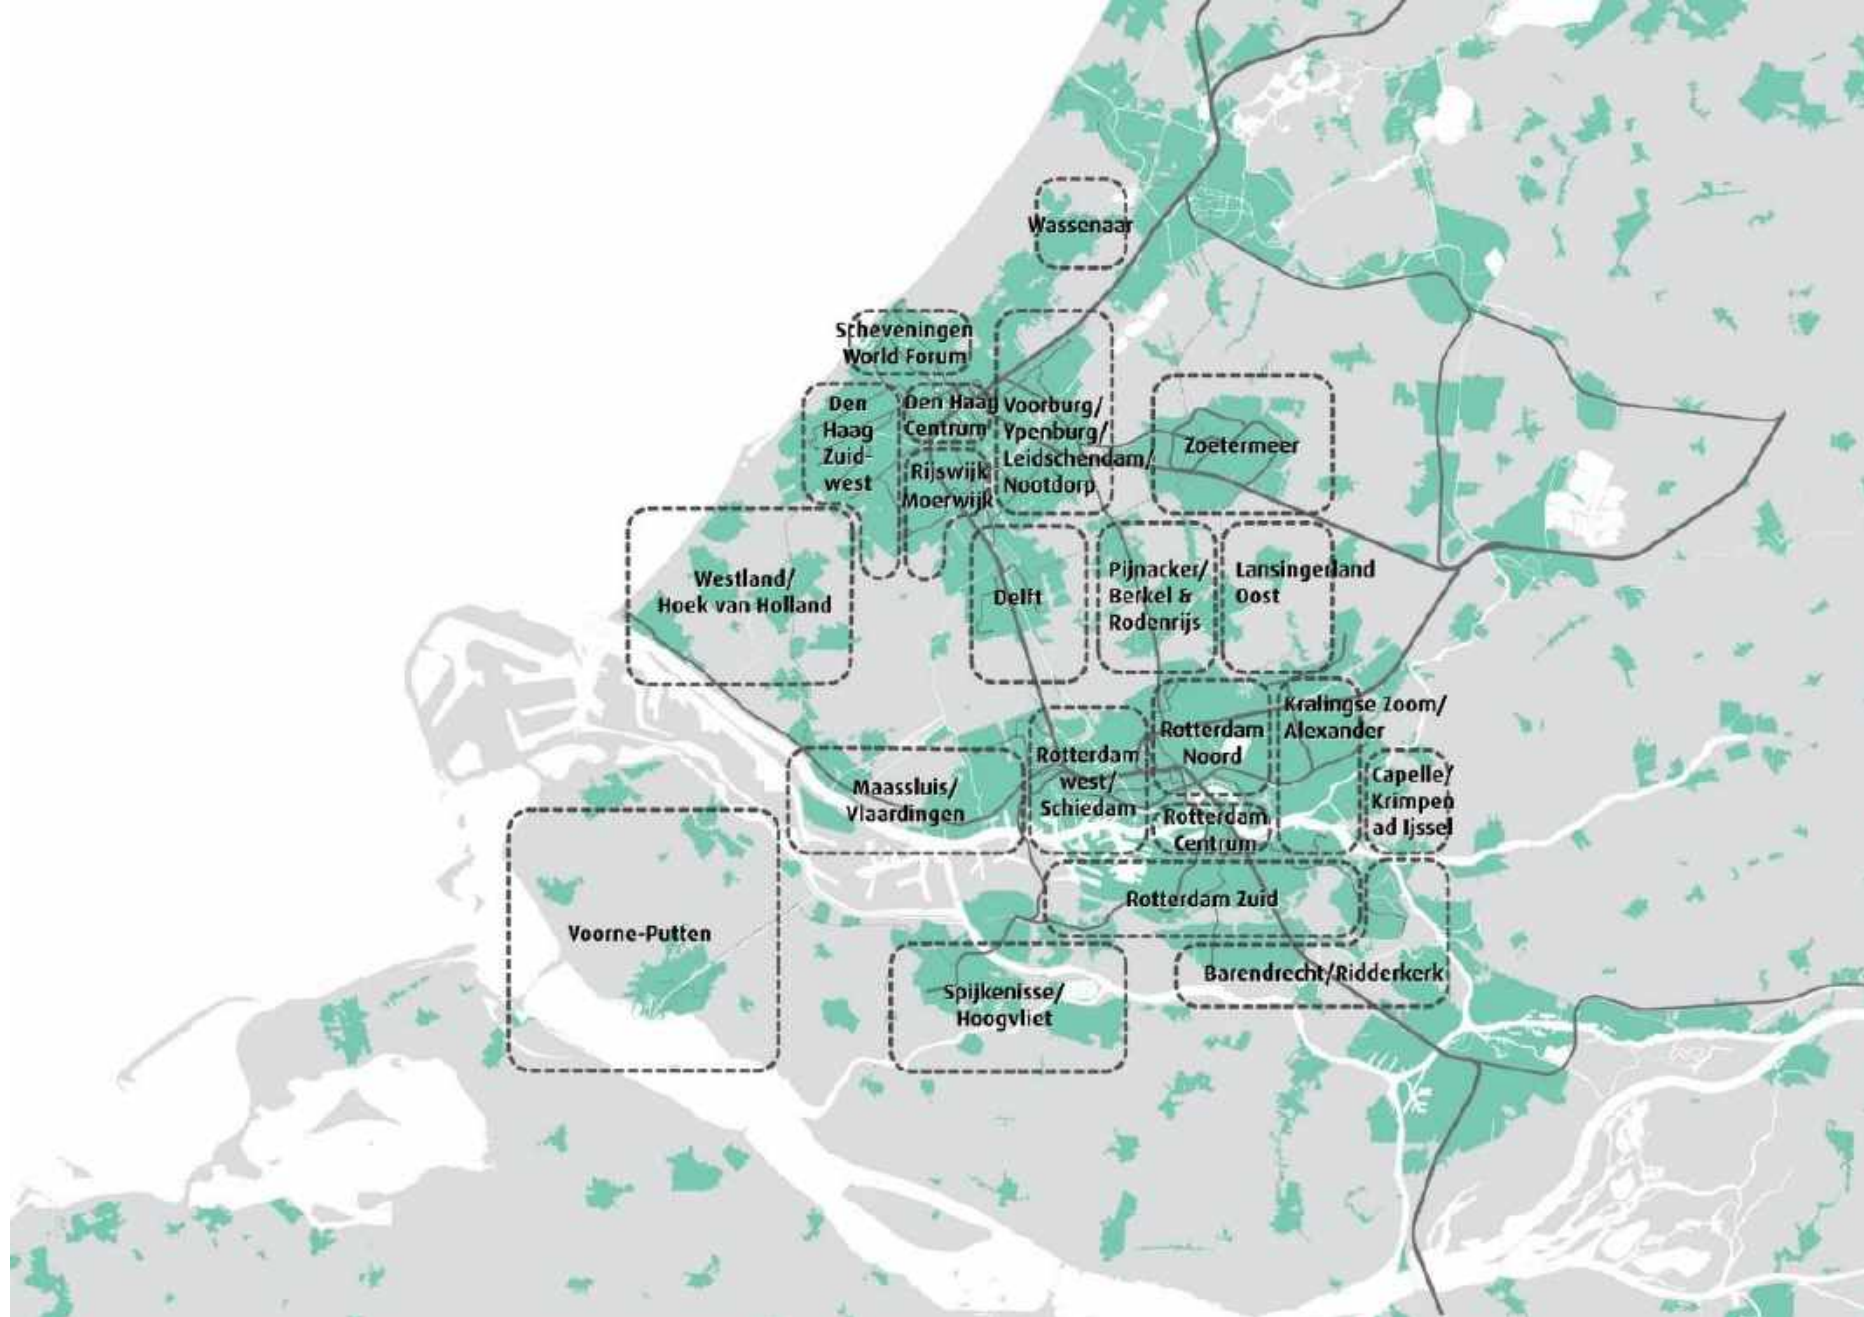 Wassenaar
Scheveningen
World Forum
Den
Haag
Zuid-
west
Den Haag
Centrum
Voorburg/
Ypenburg/
Leidschendam/
Nootdorp
Zoetermeer
Rijswijk
Moerwijk
Westland/
Hoek van Holland
Delft
Pijnacker/
Berkel &
Rodenrijs
Lansingerland
Oost
Rotterdam
Noord
Kralingse Zoom/
Alexander
Maassluis/
Vlaardingen
Rotterdam
west/
Schiedam
Rotterdam
Centrum
Capelle/
Krimpen
ad Ijssel
Voorne-Putten
Rotterdam Zuid
Spijkenisse/
Hoogvliet
Barendrecht/Ridderkerk